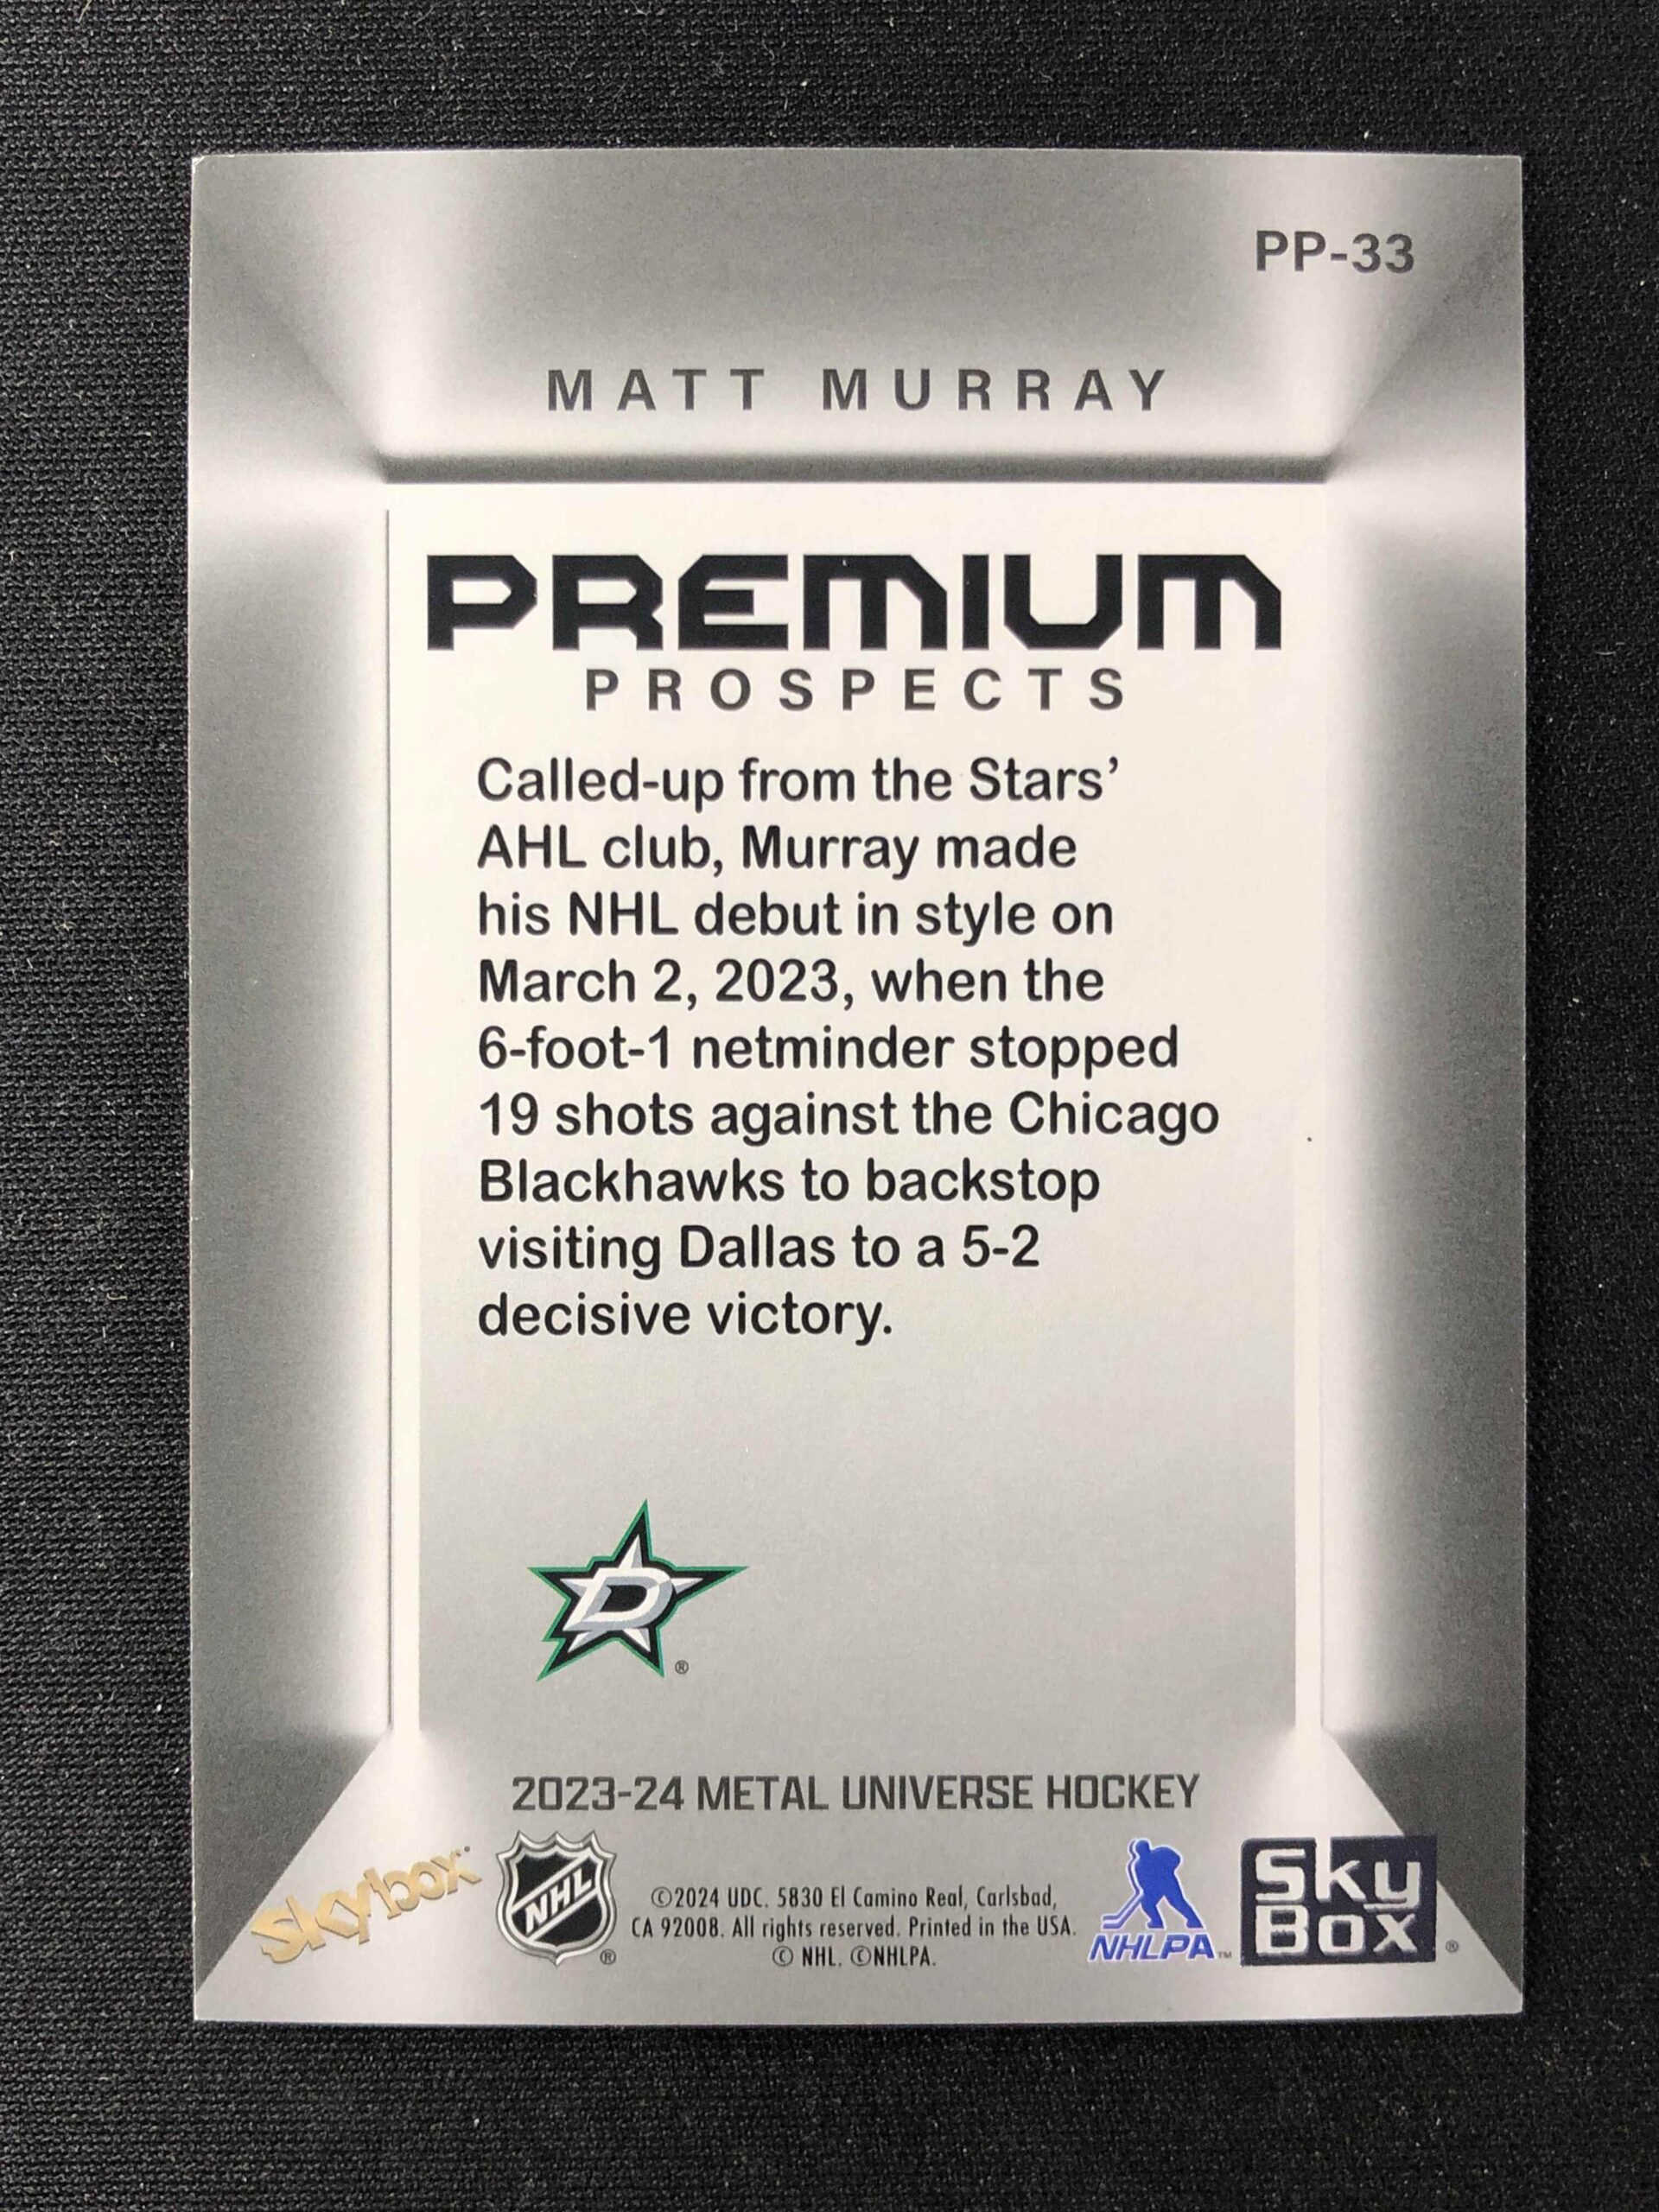 PP-33
MATT MURRAY
PREMIUM
PROSPECTS
Called-up from the Stars’
AHL club, Murray made
his NHL debut in style on
March 2, 2023, when the
6-foot-1 netminder stopped
19 shots against the Chicago
Blackhawks to backstop
visiting Dallas to a 5-2
decisive victory.
D
®
2023-24 METAL UNIVERSE HOCKEY
skybox
NHL
®
©2024 UDC. 5830 El Camino Real, Carlsbad,
CA 92008. All rights reserved. Printed in the USA.
© NHL. ©NHLPA.
NHLPA™
Sky
Box
®